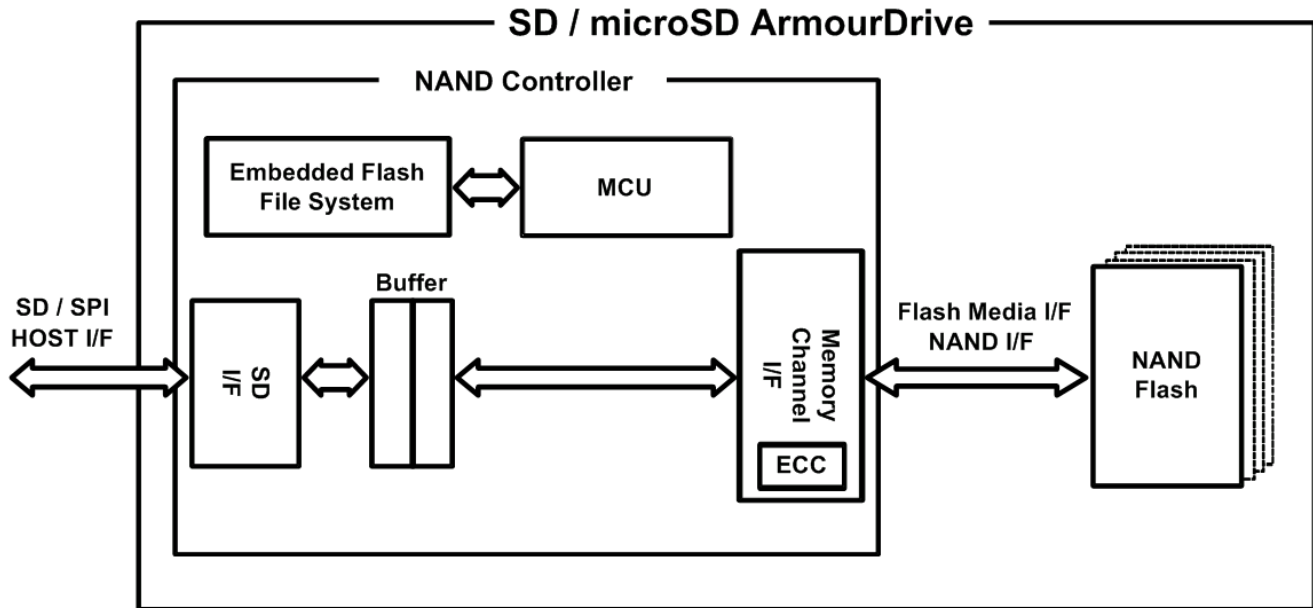 SD / microSD ArmourDrive
NAND Controller
Embedded Flash
File System
MCU
Buffer
SD / SPI
HOST I/F
SD
I/F
Memory
Channel
I/F
ECC
Flash Media I/F
NAND I/F
NAND
Flash